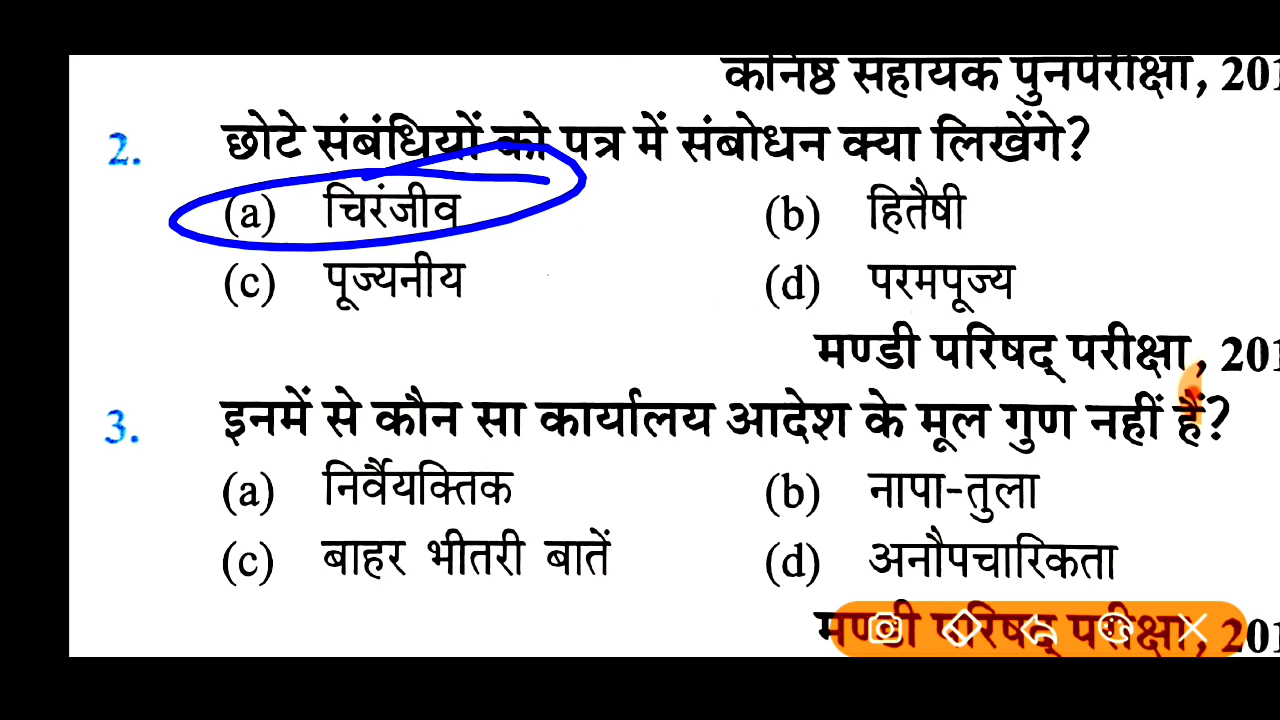 कनिष्ठ सहायक पुनर्परीक्षा, 201
2. छोटे संबंधियों को पत्र में संबोधन क्या लिखेंगे?
(a) चिरंजीव (b) हितैषी
(c) पूज्यनीय (d) परमपूज्य
मण्डी परिषद् परीक्षा, 201
3. इनमें से कौन सा कार्यालय आदेश के मूल गुण नहीं हैं?
(a) निर्वैयक्तिक (b) नापा-तुला
(c) बाहर भीतरी बातें (d) अनौपचारिकता
मण्डी परिषद् परीक्षा, 201